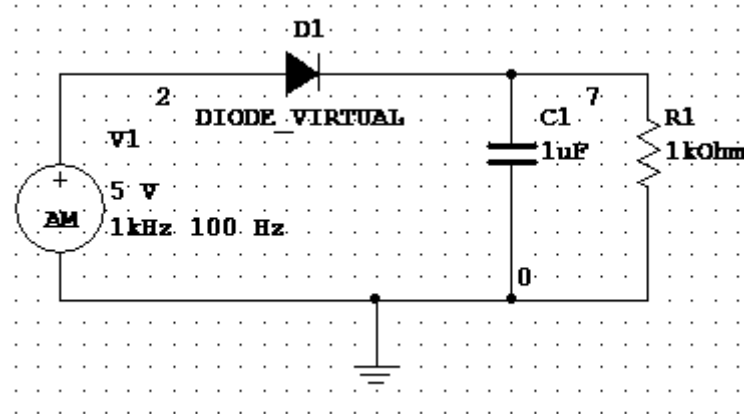 D1
2
DIODE_VIRTUAL
7
V1
C1
R1
1uF
1kOhm
+
5 V
AM
1kHz 100 Hz
0